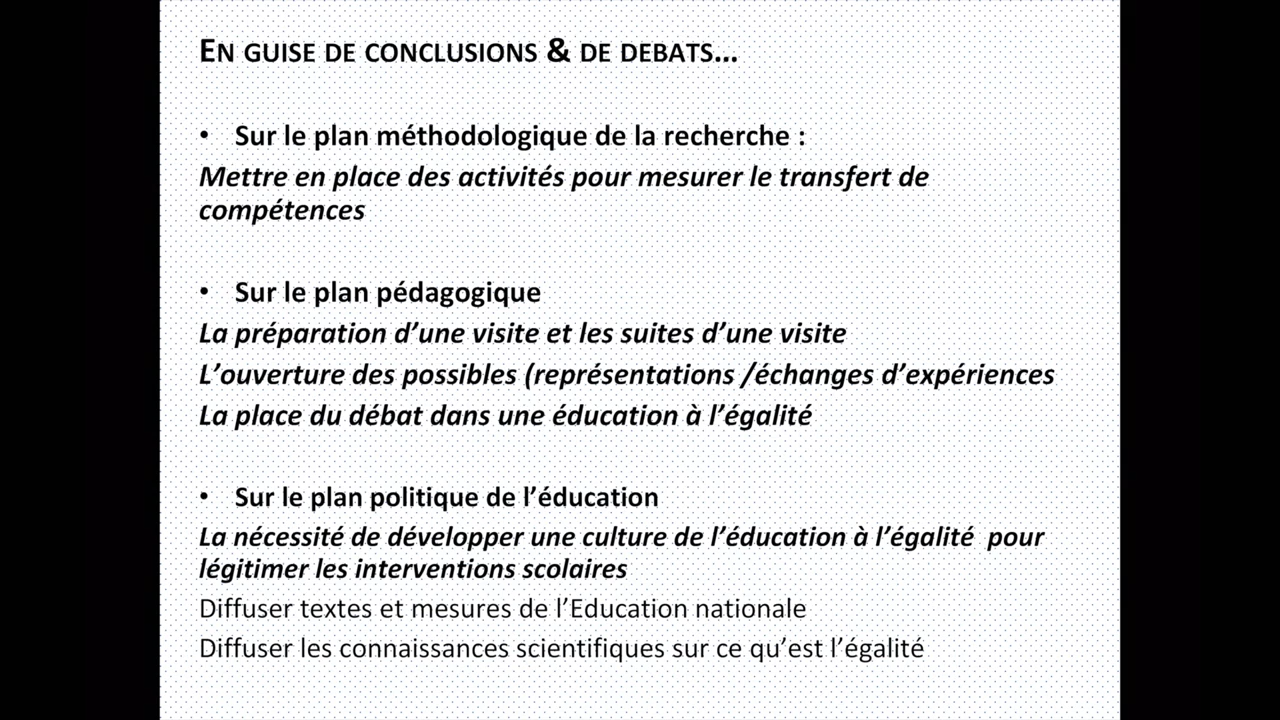 EN GUISE DE CONCLUSIONS & DE DEBATS…
• Sur le plan méthodologique de la recherche :
Mettre en place des activités pour mesurer le transfert de
compétences
• Sur le plan pédagogique
La préparation d’une visite et les suites d’une visite
L’ouverture des possibles (représentations /échanges d’expériences
La place du débat dans une éducation à l’égalité
• Sur le plan politique de l’éducation
La nécessité de développer une culture de l’éducation à l’égalité pour
légitimer les interventions scolaires
Diffuser textes et mesures de l’Education nationale
Diffuser les connaissances scientifiques sur ce qu’est l’égalité